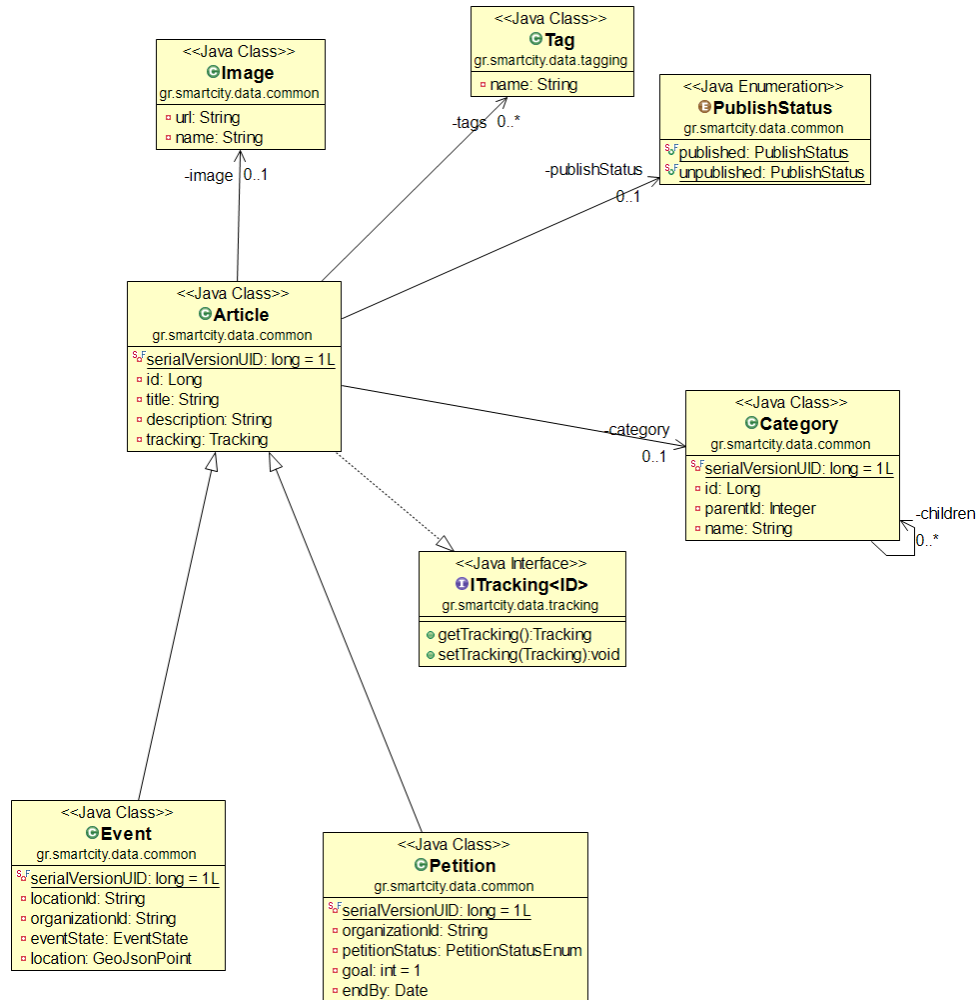 <<Java Class>>
Image
gr.smartcity.data.common
url: String
name: String
<<Java Class>>
Tag
gr.smartcity.data.tagging
name: String
<<Java Enumeration>>
PublishStatus
gr.smartcity.data.common
published: PublishStatus
unpublished: PublishStatus
-tags 0..*
-image 0..1
-publishStatus
0..1
<<Java Class>>
Article
gr.smartcity.data.common
serialVersionUID: long = 1L
id: Long
title: String
description: String
tracking: Tracking
-category
0..1
<<Java Class>>
Category
gr.smartcity.data.common
serialVersionUID: long = 1L
id: Long
parentId: Integer
name: String
-children
0..*
<<Java Interface>>
ITracking<ID>
gr.smartcity.data.tracking
getTracking():Tracking
setTracking(Tracking):void
<<Java Class>>
Event
gr.smartcity.data.common
serialVersionUID: long = 1L
locationId: String
organizationId: String
eventState: EventState
location: GeoJsonPoint
<<Java Class>>
Petition
gr.smartcity.data.common
serialVersionUID: long = 1L
organizationId: String
petitionStatus: PetitionStatusEnum
goal: int = 1
endBy: Date